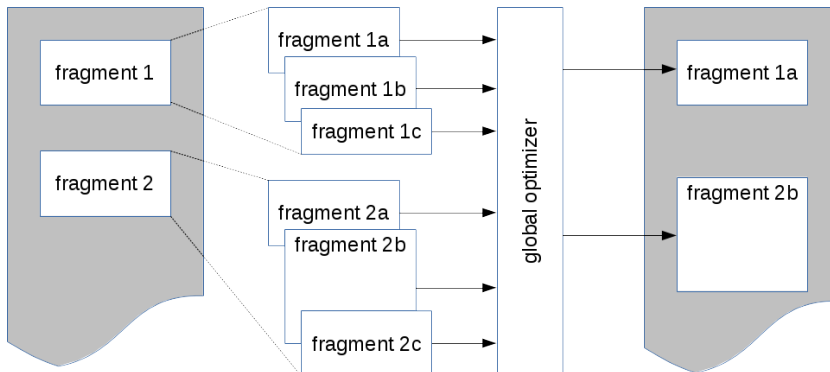 fragment 1
fragment 2
fragment 1a
fragment 1b
fragment 1c
fragment 2a
fragment 2b
fragment 2c
global optimizer
fragment 1a
fragment 2b